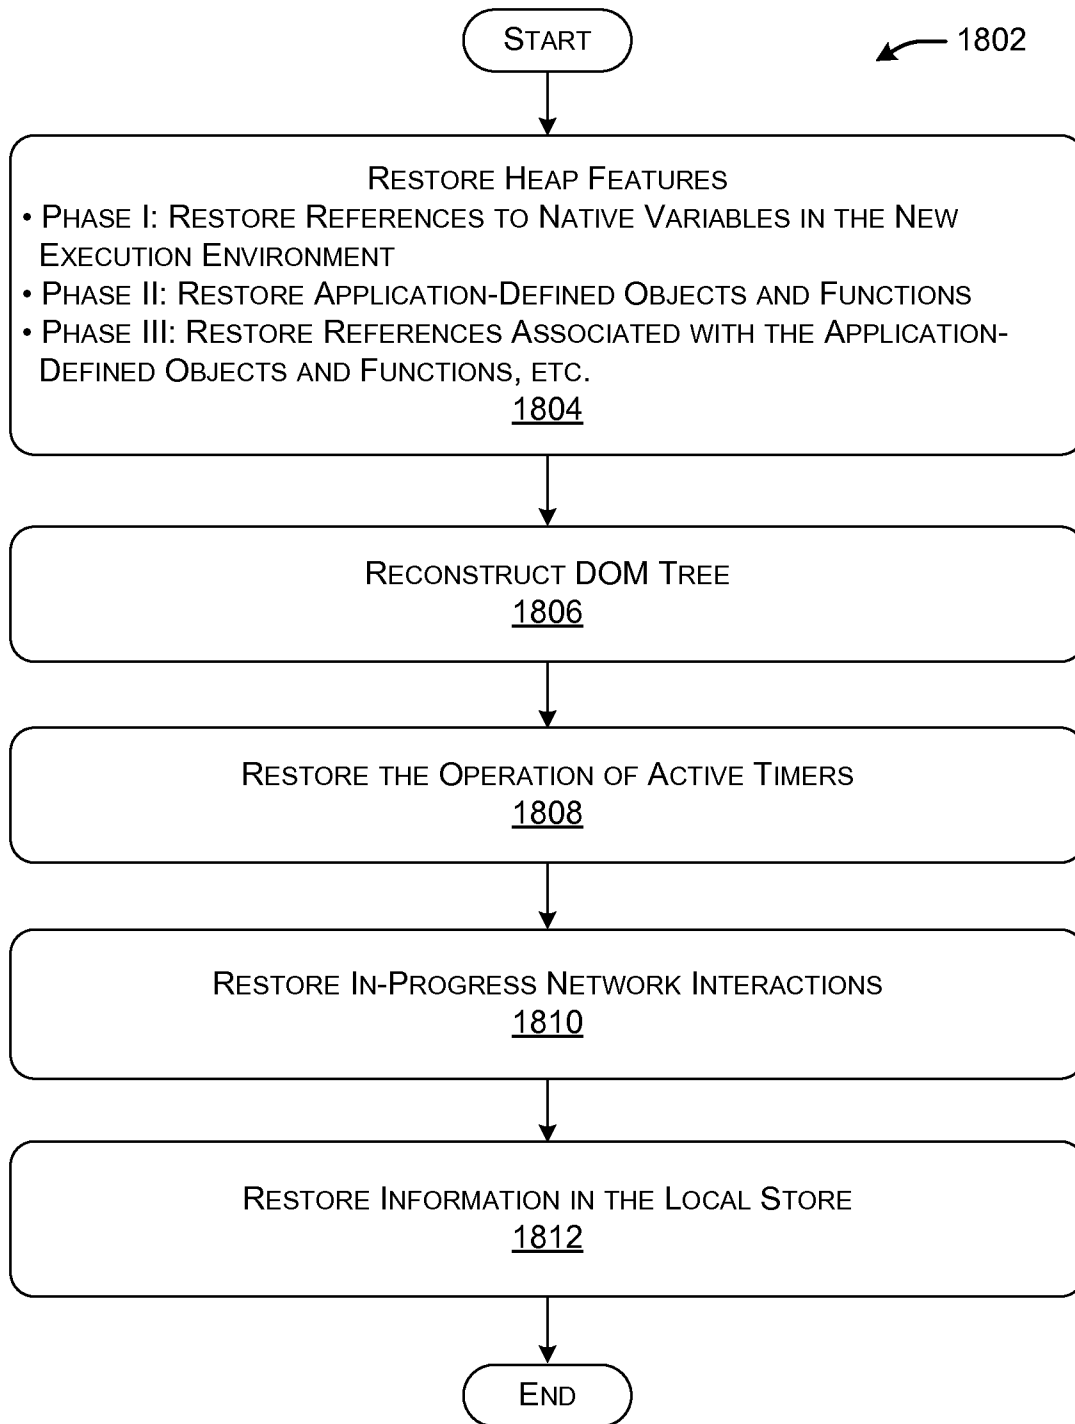 START
1802
RESTORE HEAP FEATURES
• PHASE I: RESTORE REFERENCES TO NATIVE VARIABLES IN THE NEW
EXECUTION ENVIRONMENT
• PHASE II: RESTORE APPLICATION-DEFINED OBJECTS AND FUNCTIONS
• PHASE III: RESTORE REFERENCES ASSOCIATED WITH THE APPLICATION-
DEFINED OBJECTS AND FUNCTIONS, ETC.
1804
RECONSTRUCT DOM TREE
1806
RESTORE THE OPERATION OF ACTIVE TIMERS
1808
RESTORE IN-PROGRESS NETWORK INTERACTIONS
1810
RESTORE INFORMATION IN THE LOCAL STORE
1812
END